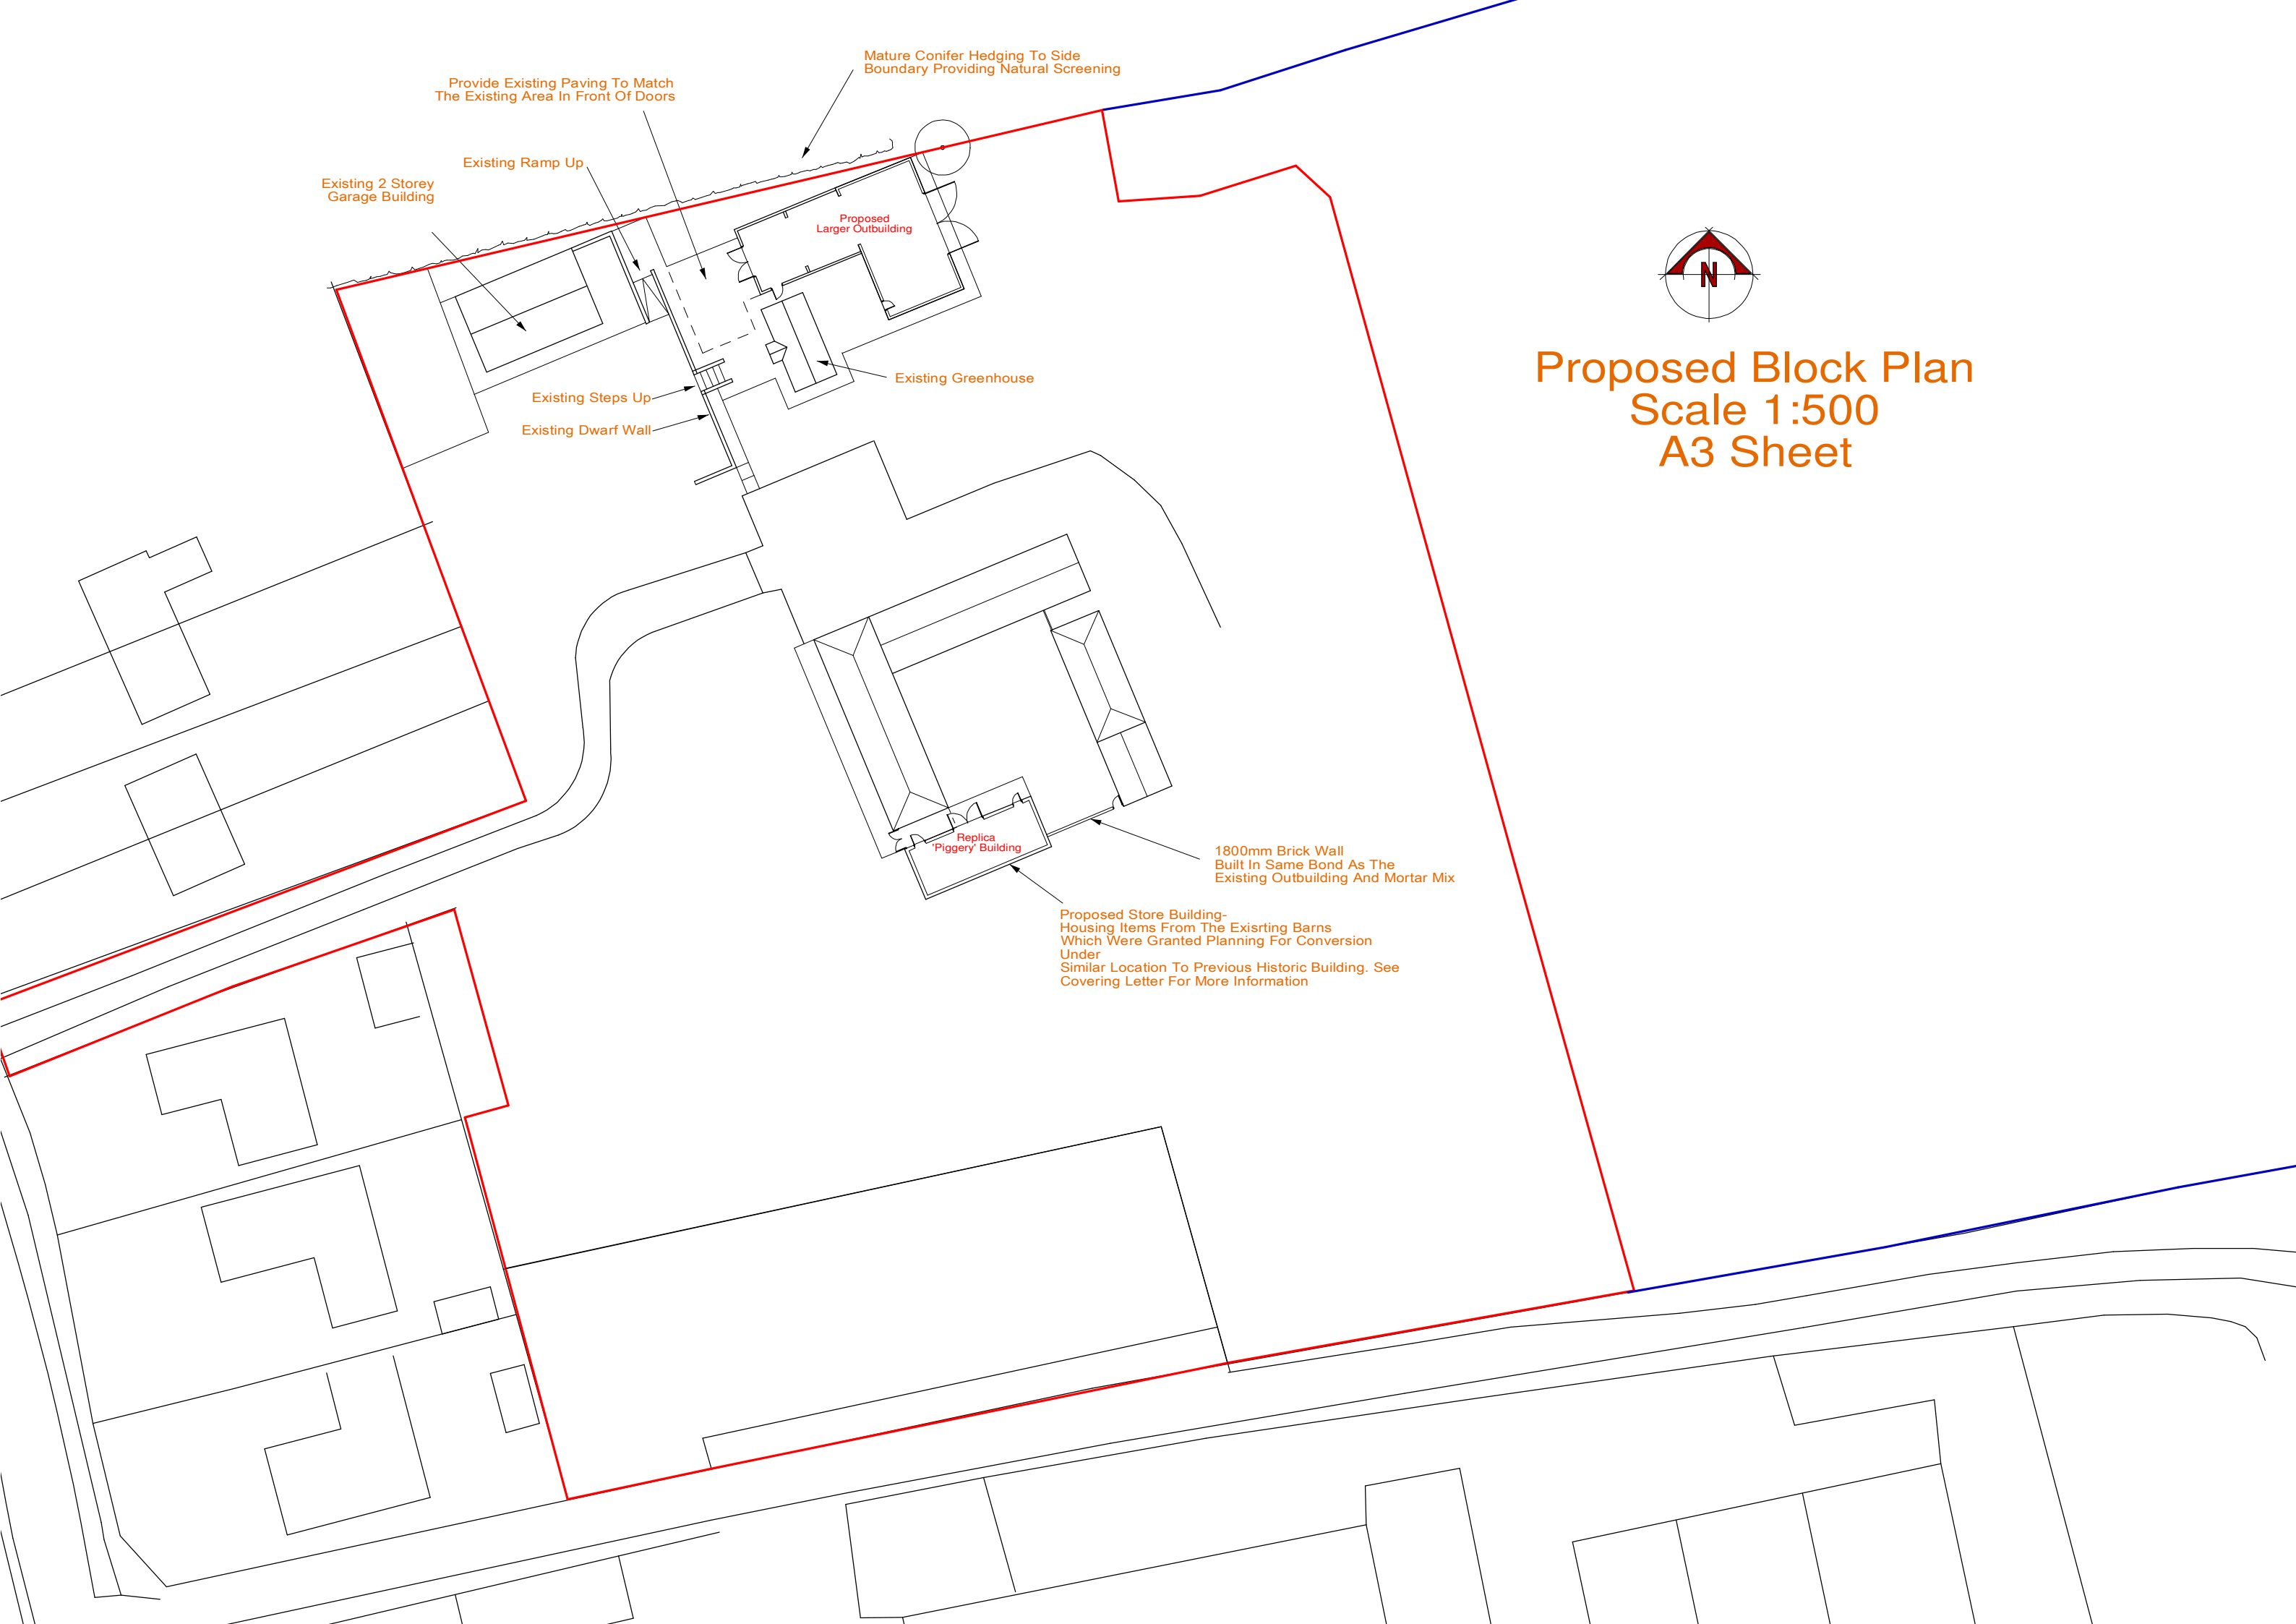 Mature Conifer Hedging To Side
Boundary Providing Natural Screening
Provide Existing Paving To Match
The Existing Area In Front Of Doors
Existing Ramp Up
Existing 2 Storey
Garage Building
Proposed
Larger Outbuilding
N
Proposed Block Plan
Scale 1:500
A3 Sheet
Existing Greenhouse
Existing Steps Up
Existing Dwarf Wall
Replica
'Piggery' Building
1800mm Brick Wall
Built In Same Bond As The
Existing Outbuilding And Mortar Mix
Proposed Store Building-
Housing Items From The Exisrting Barns
Which Were Granted Planning For Conversion
Under
Similar Location To Previous Historic Building. See
Covering Letter For More Information